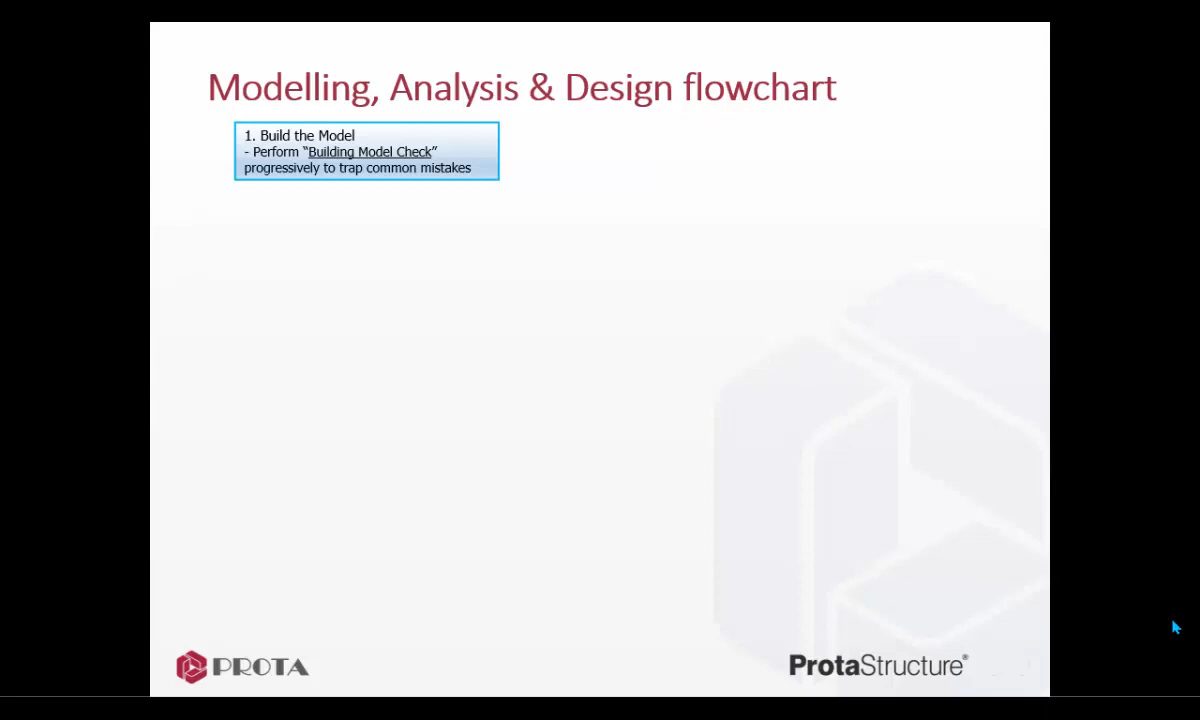 Modelling, Analysis & Design flowchart
1. Build the Model
- Perform “Building Model Check”
progressively to trap common mistakes
PROTA
ProtaStructure®